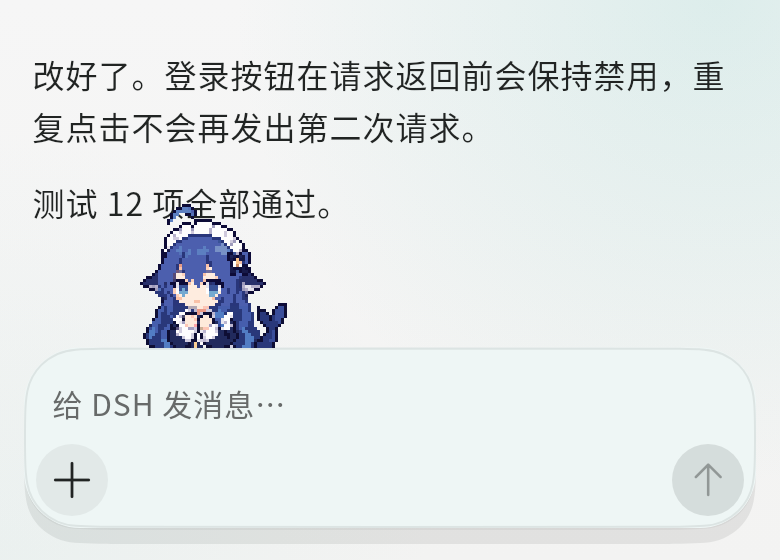 改好了。登录按钮在请求返回前会保持禁用，重
复点击不会再发出第二次请求。
测试 12 项全部通过。
给 DSH 发消息…